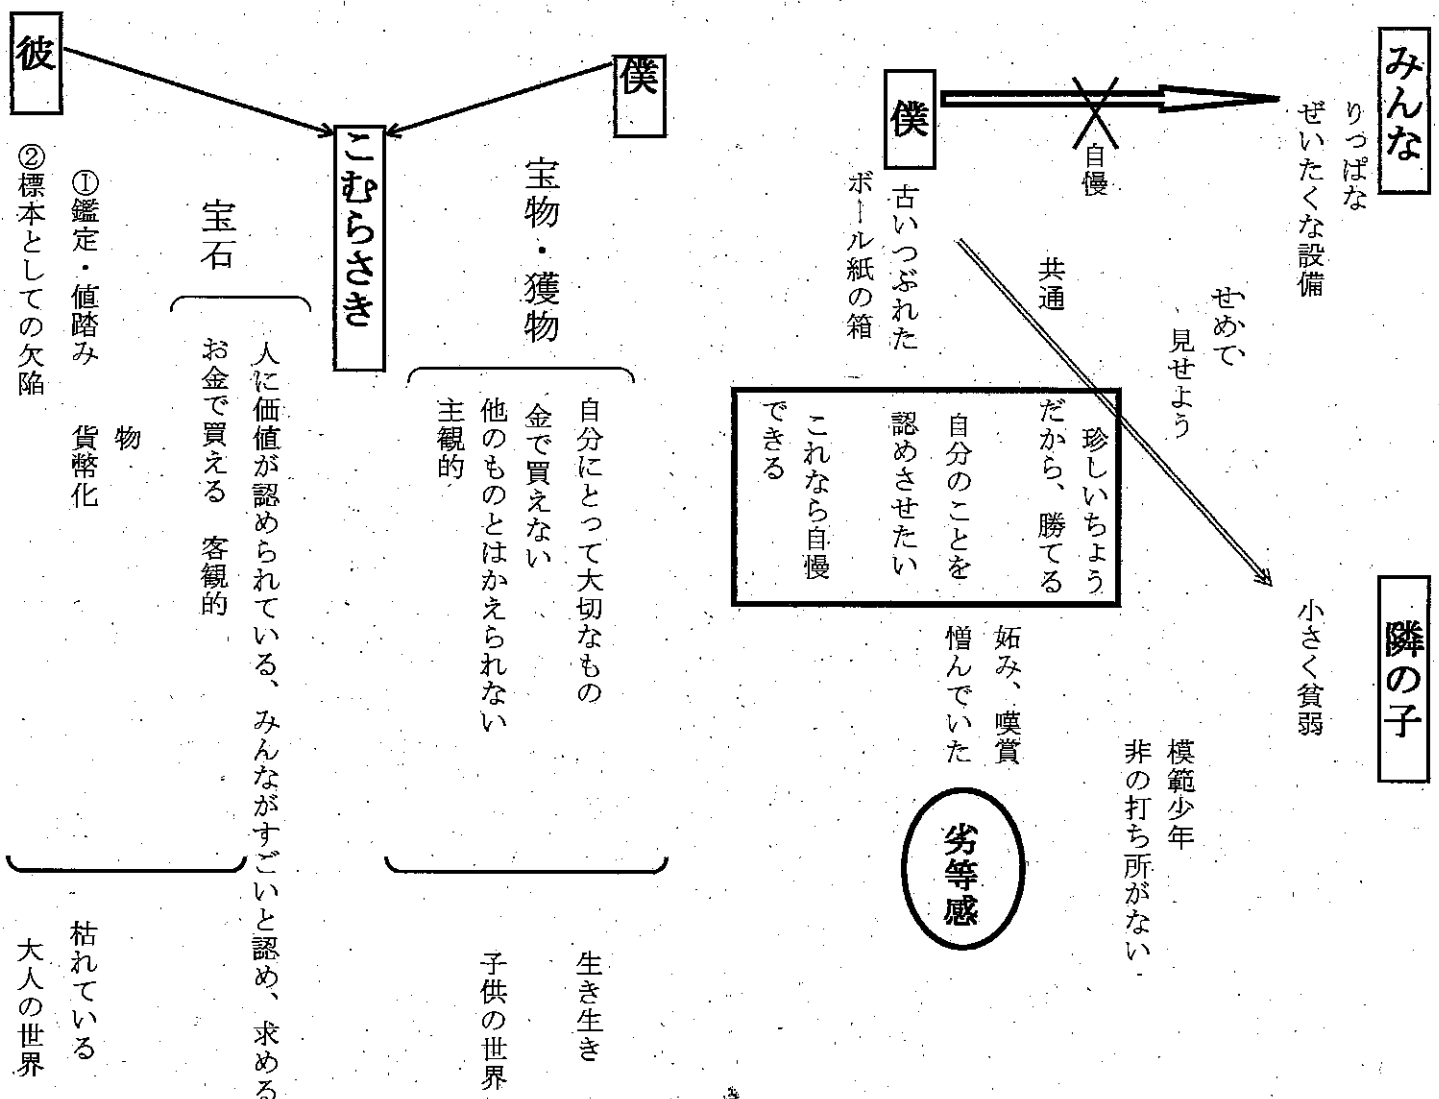 みんな
りっぱな
ぜいたくな設備
自慢
僕
古いつぶれた
ボール紙の箱
せめて、
見せよう
共通
隣の子
小さく貧弱
模範少年
非の打ち所がない
珍しいちょう
だから、勝てる
自分のことを
認めさせたい
これなら自慢
できる
妬み、嘆賞
憎んでいた
劣等感
僕
宝物・獲物
自分にとって大切なもの
金で買えない
他のものとはかえられない
主観的
生き生き
子供の世界
こむらさき
彼
宝石
人に価値が認められている、みんながすごいと認め、求める
お金で買える 客観的
物
①鑑定・値踏み 貨幣化
②標本としての欠陥
枯れている
大人の世界